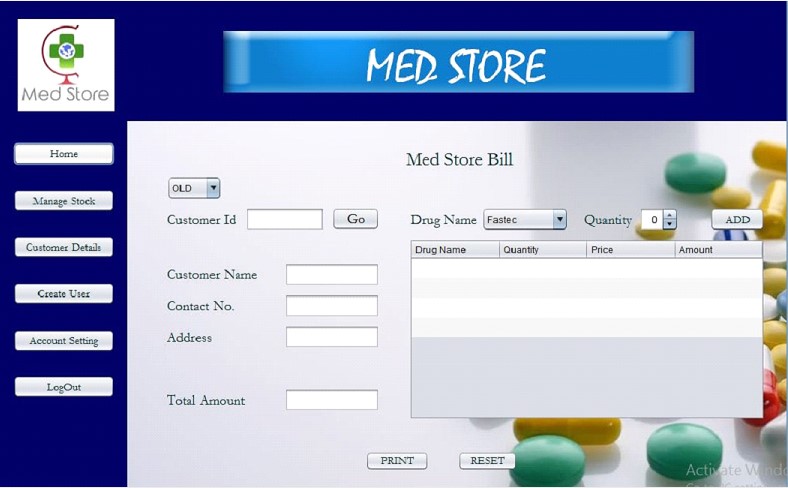 Med Store
MED STORE
Home
Manage Stock
Customer Details
Create User
Account Setting
LogOut
Med Store Bill
OLD
Customer Id
Go
Drug Name
Fastec
Quantity
0
ADD
Drug Name
Quantity
Price
Amount
Customer Name
Contact No.
Address
Total Amount
PRINT
RESET
Activate Windo